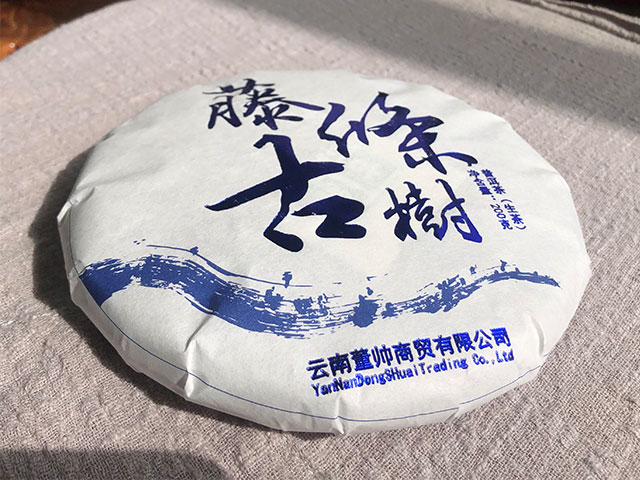 藤條
古樹
普洱茶（生茶）
净含量：200克
云南董帅商贸有限公司
YanNanDongShuaiTrading Co.,Ltd